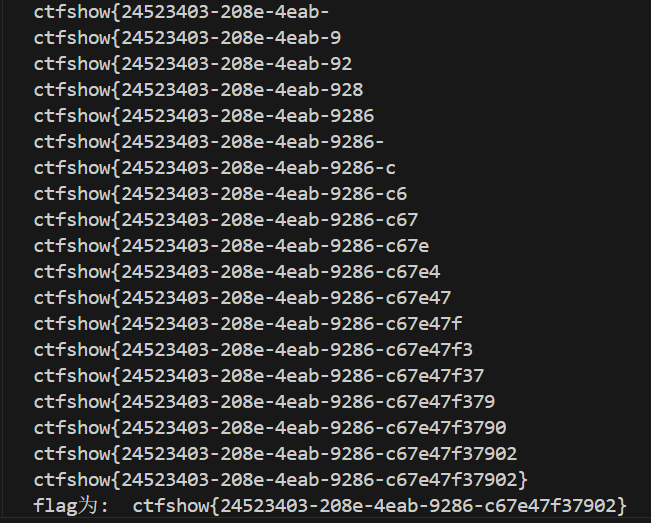 ctfshow{24523403-208e-4eab-
ctfshow{24523403-208e-4eab-9
ctfshow{24523403-208e-4eab-92
ctfshow{24523403-208e-4eab-928
ctfshow{24523403-208e-4eab-9286
ctfshow{24523403-208e-4eab-9286-
ctfshow{24523403-208e-4eab-9286-c
ctfshow{24523403-208e-4eab-9286-c6
ctfshow{24523403-208e-4eab-9286-c67
ctfshow{24523403-208e-4eab-9286-c67e
ctfshow{24523403-208e-4eab-9286-c67e4
ctfshow{24523403-208e-4eab-9286-c67e47
ctfshow{24523403-208e-4eab-9286-c67e47f
ctfshow{24523403-208e-4eab-9286-c67e47f3
ctfshow{24523403-208e-4eab-9286-c67e47f37
ctfshow{24523403-208e-4eab-9286-c67e47f379
ctfshow{24523403-208e-4eab-9286-c67e47f3790
ctfshow{24523403-208e-4eab-9286-c67e47f37902
ctfshow{24523403-208e-4eab-9286-c67e47f37902}
flag为: ctfshow{24523403-208e-4eab-9286-c67e47f37902}